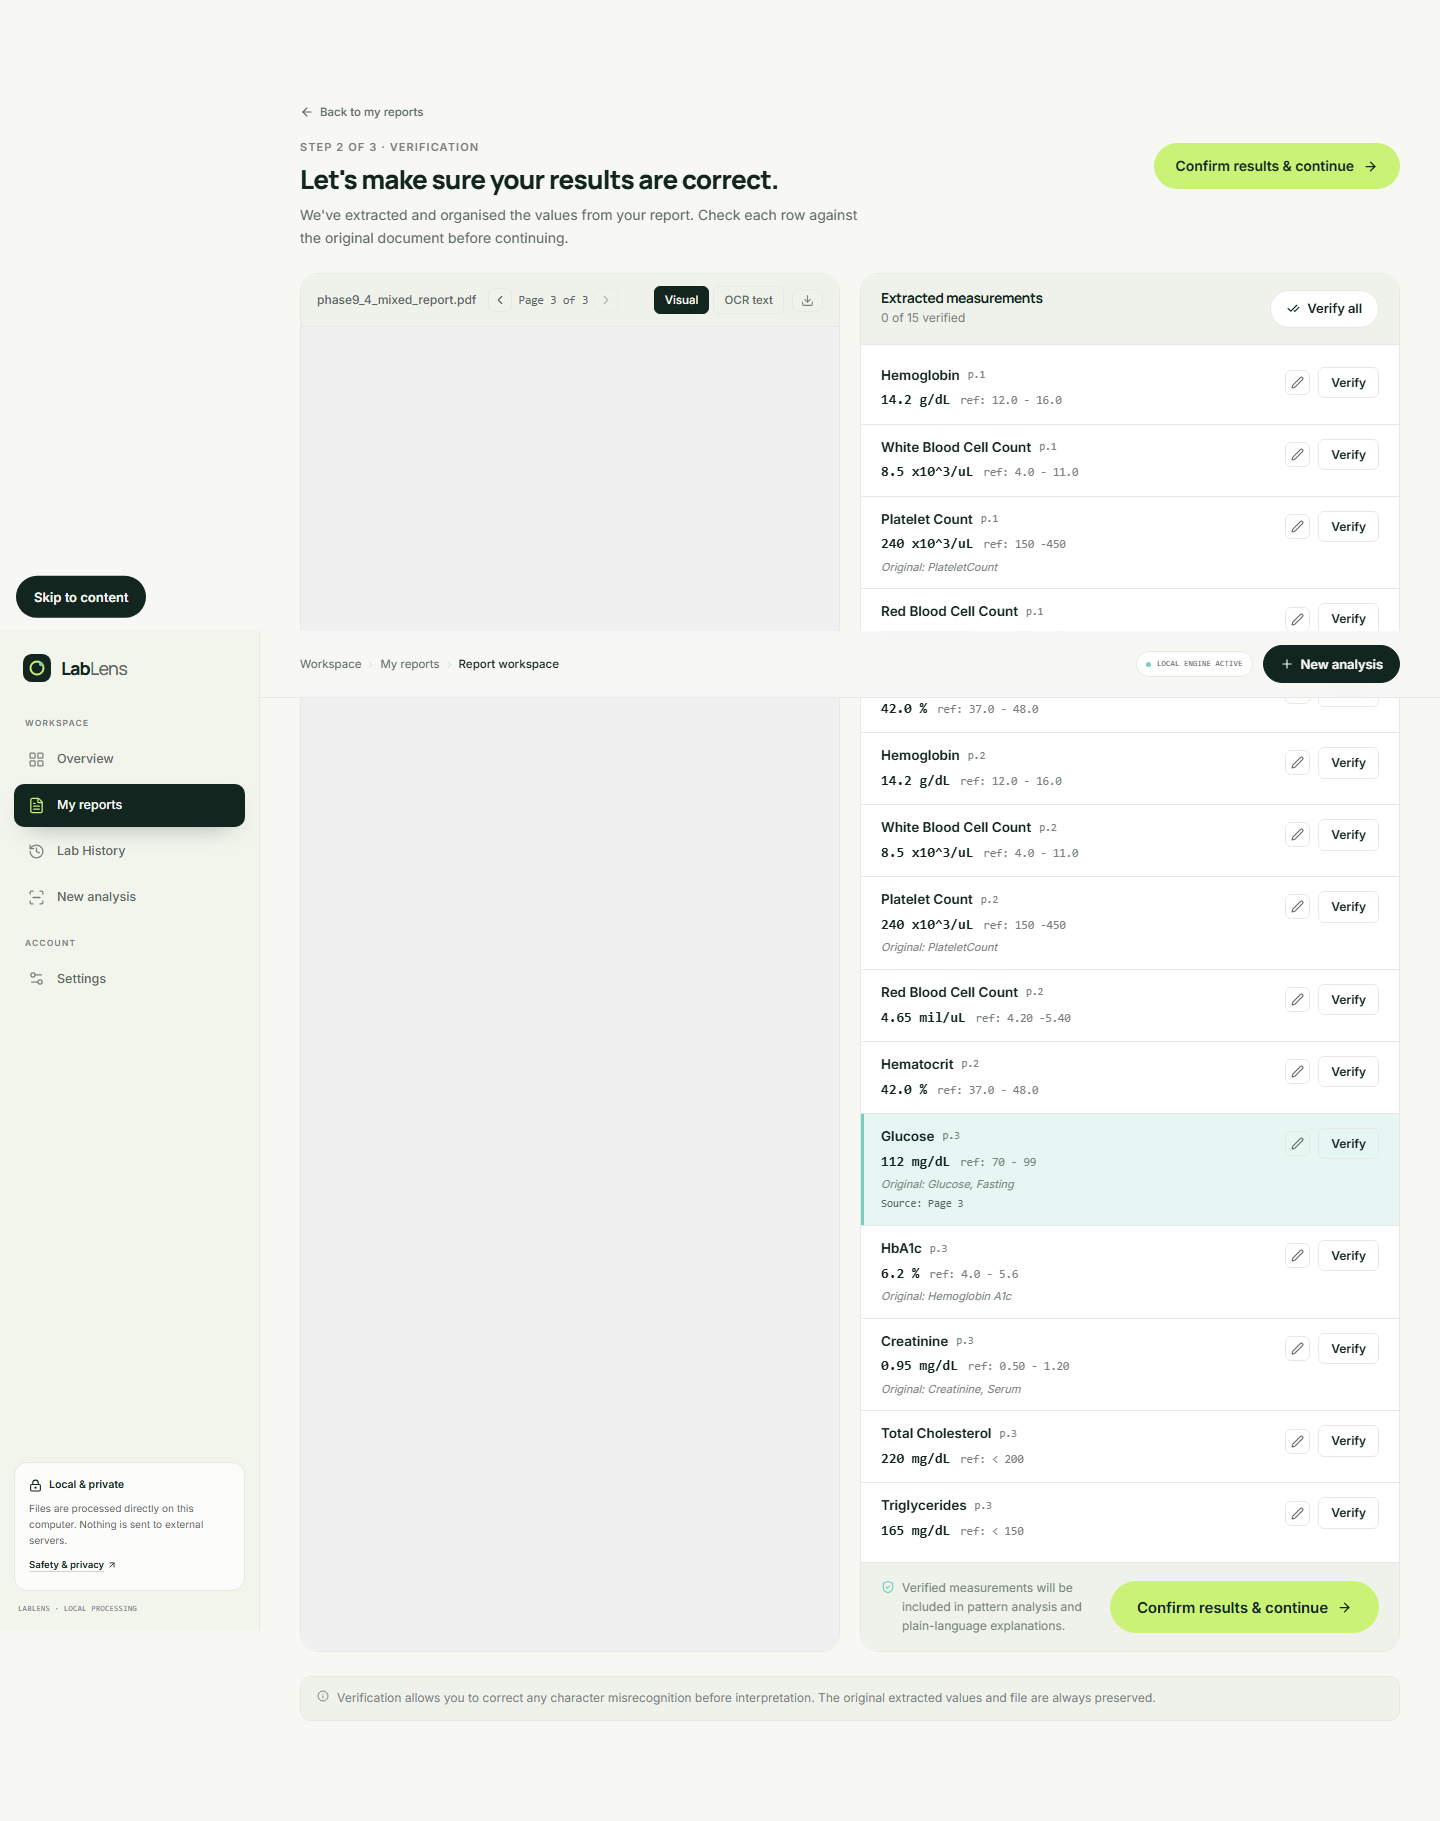 Back to my reports
STEP 2 OF 3 · VERIFICATION
Let's make sure your results are correct.
We've extracted and organised the values from your report. Check each row against
the original document before continuing.
Confirm results & continue
phase9_4_mixed_report.pdf
Page 3 of 3
Visual
OCR text
Extracted measurements
0 of 15 verified
Verify all
Hemoglobin p.1
14.2 g/dL ref: 12.0 - 16.0
Verify
White Blood Cell Count p.1
8.5 x10^3/uL ref: 4.0 - 11.0
Verify
Platelet Count p.1
240 x10^3/uL ref: 150 -450
Original: PlateletCount
Verify
Red Blood Cell Count p.1
Verify
Skip to content
LabLens
WORKSPACE
Overview
My reports
Lab History
New analysis
ACCOUNT
Settings
Local & private
Files are processed directly on this
computer. Nothing is sent to external
servers.
Safety & privacy
LABLENS · LOCAL PROCESSING
Workspace
My reports
Report workspace
LOCAL ENGINE ACTIVE
New analysis
42.0 % ref: 37.0 - 48.0
Hemoglobin p.2
14.2 g/dL ref: 12.0 - 16.0
Verify
White Blood Cell Count p.2
8.5 x10^3/uL ref: 4.0 - 11.0
Verify
Platelet Count p.2
240 x10^3/uL ref: 150 -450
Original: PlateletCount
Verify
Red Blood Cell Count p.2
4.65 mil/uL ref: 4.20 -5.40
Verify
Hematocrit p.2
42.0 % ref: 37.0 - 48.0
Verify
Glucose p.3
112 mg/dL ref: 70 - 99
Original: Glucose, Fasting
Source: Page 3
Verify
HbA1c p.3
6.2 % ref: 4.0 - 5.6
Original: Hemoglobin A1c
Verify
Creatinine p.3
0.95 mg/dL ref: 0.50 - 1.20
Original: Creatinine, Serum
Verify
Total Cholesterol p.3
220 mg/dL ref: < 200
Verify
Triglycerides p.3
165 mg/dL ref: < 150
Verify
Verified measurements will be
included in pattern analysis and
plain-language explanations.
Confirm results & continue
Verification allows you to correct any character misrecognition before interpretation. The original extracted values and file are always preserved.